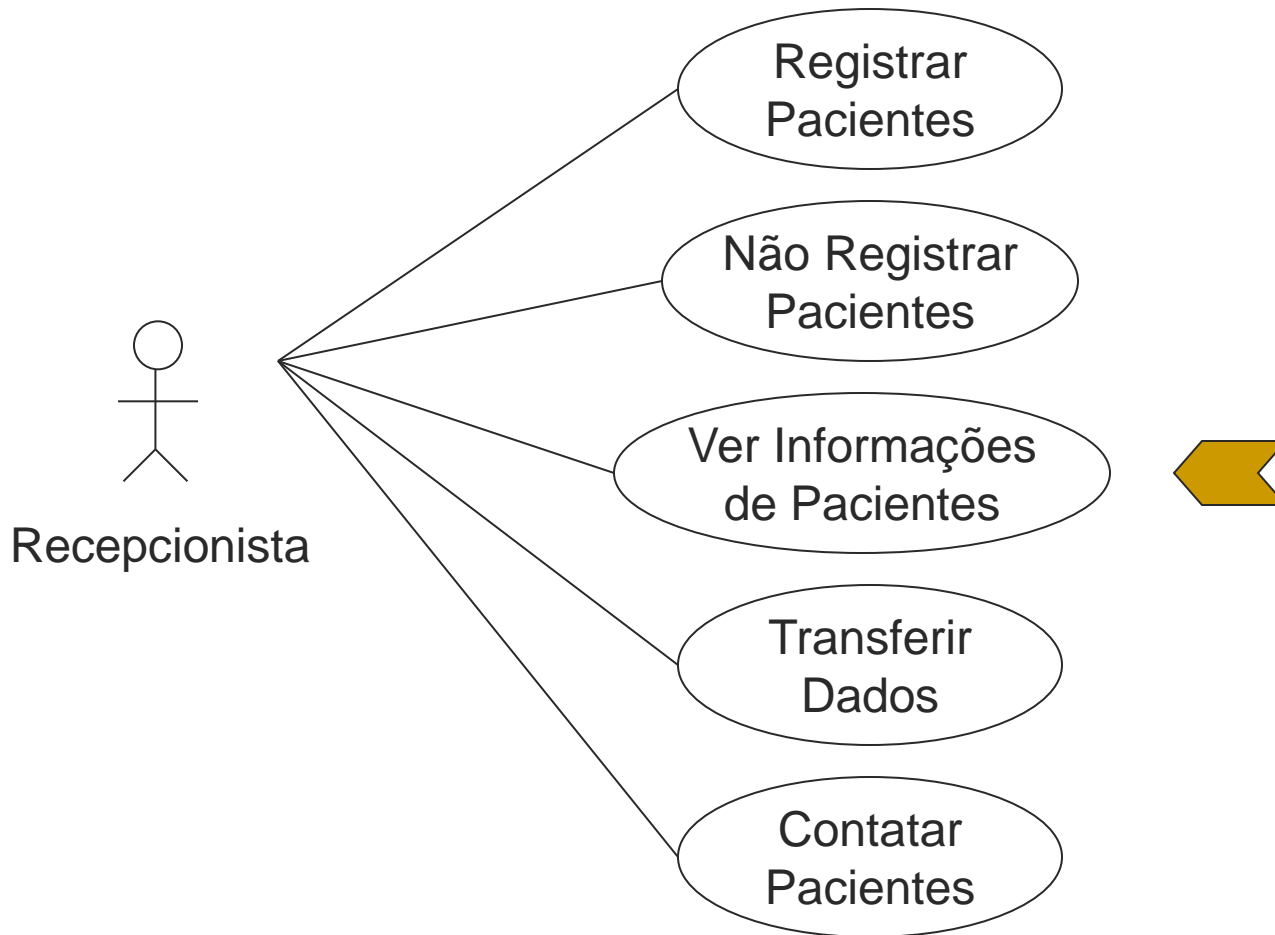 Registrar
Pacientes
Não Registrar
Pacientes
Ver Informações
de Pacientes
Recepcionista
Transferir
Dados
Contatar
Pacientes